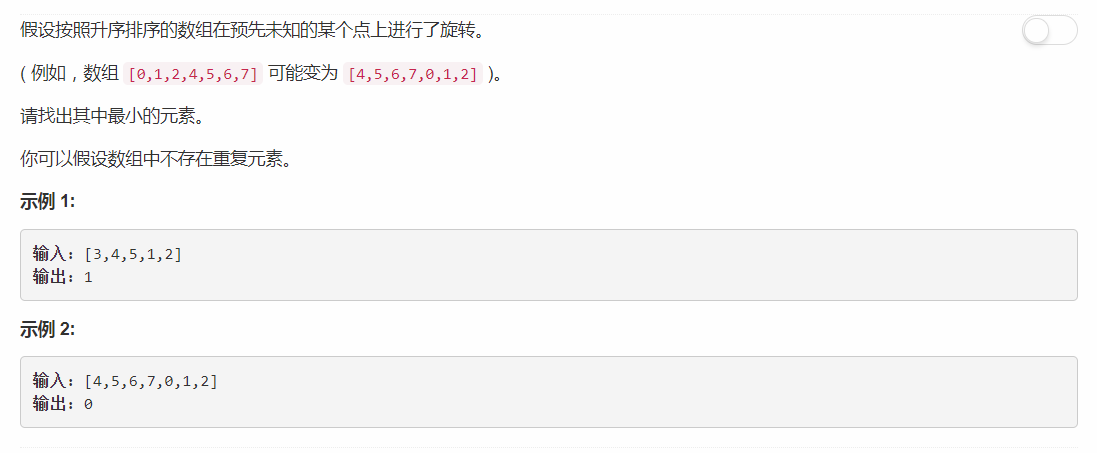 假设按照升序排序的数组在预先未知的某个点上进行了旋转。
( 例如，数组 [0,1,2,4,5,6,7] 可能变为 [4,5,6,7,0,1,2] )。
请找出其中最小的元素。
你可以假设数组中不存在重复元素。
示例 1:
输入：[3,4,5,1,2]
输出：1
示例 2:
输入：[4,5,6,7,0,1,2]
输出：0